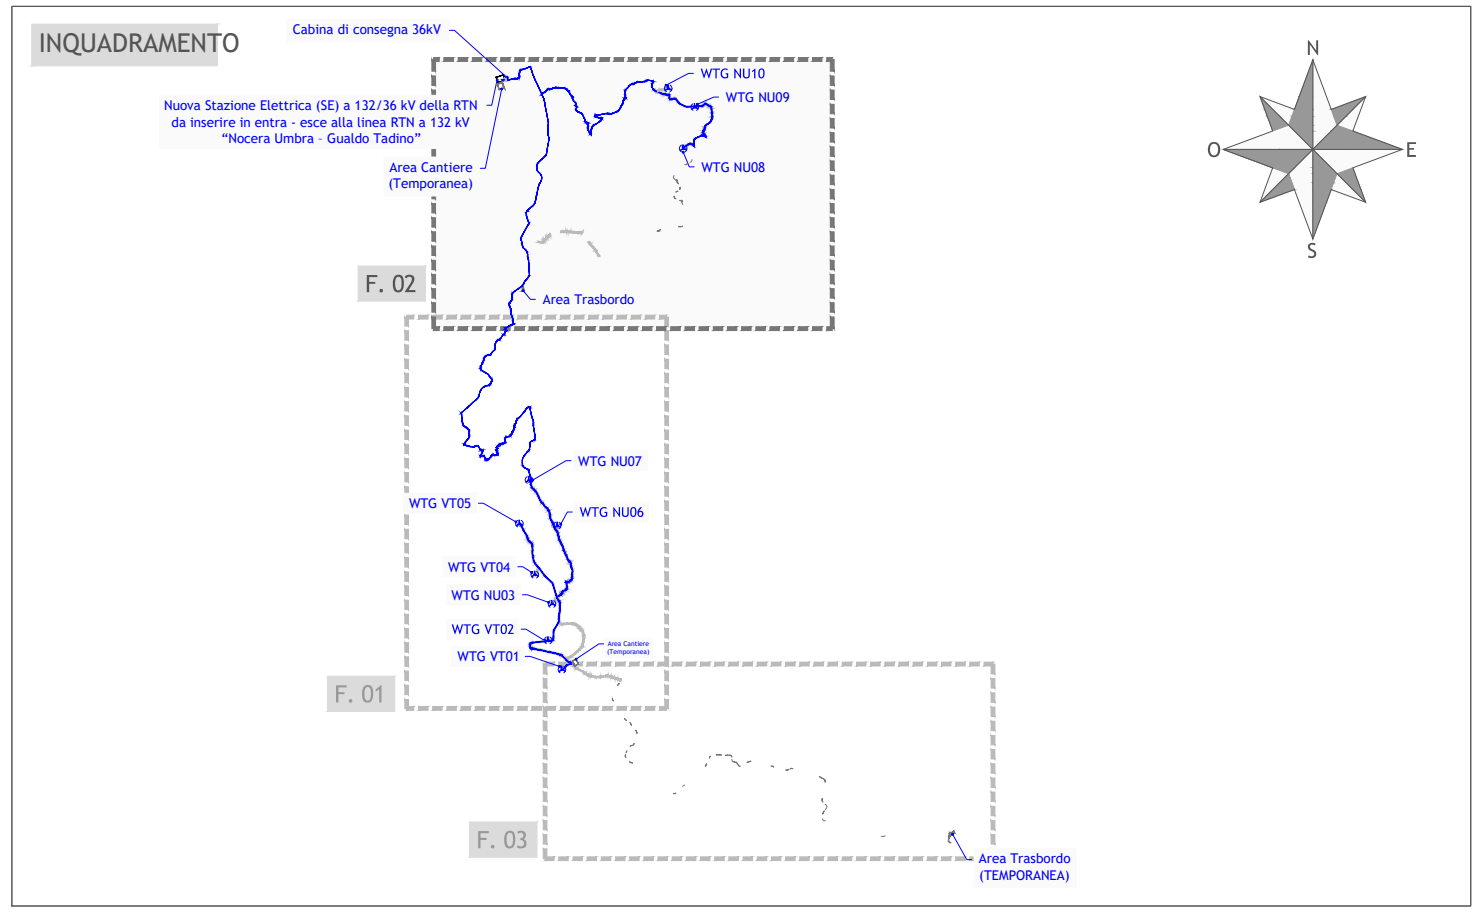 INQUADRAMENTO
Cabina di consegna 36kV
Nuova Stazione Elettrica (SE) a 132/36 kV della RTN
da inserire in entra - esce alla linea RTN a 132 kV
“Nocera Umbra - Gualdo Tadino”
Area Cantiere
(Temporanea)
WTG NU10
WTG NU09
WTG NU08
N
O
E
S
F. 02
Area Trasbordo
WTG NU07
WTG VT05
WTG NU06
WTG VT04
WTG NU03
WTG VT02
WTG VT01
Area Cantiere
(Temporanea)
F. 01
F. 03
Area Trasbordo
(TEMPORANEA)